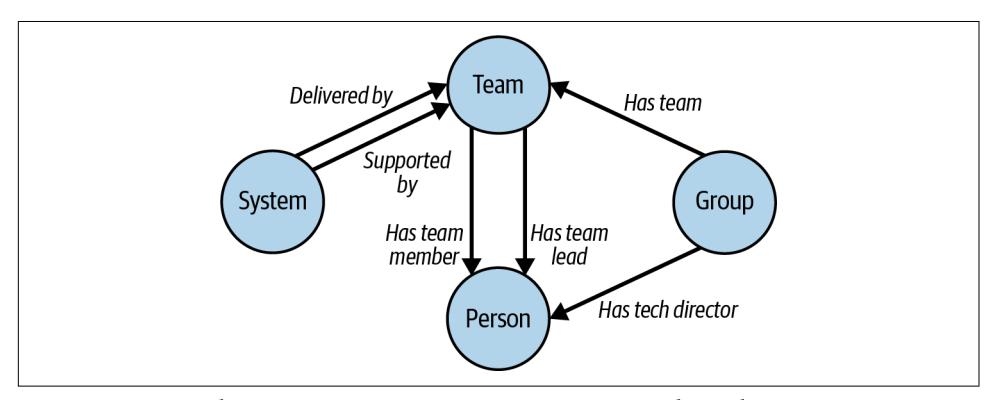 Team
Delivered by
Has team
Supported
by
System
Group
Has team
member
Has team
lead
Person
Has tech director